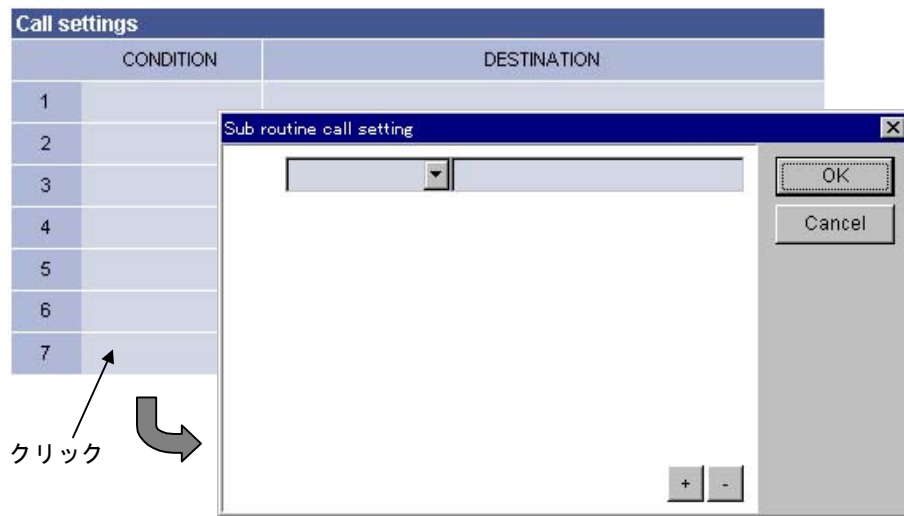 Call settings
CONDITION DESTINATION
1
2
3
4
5
6
7
Sub routine call setting
OK
Cancel
+ -
クリック